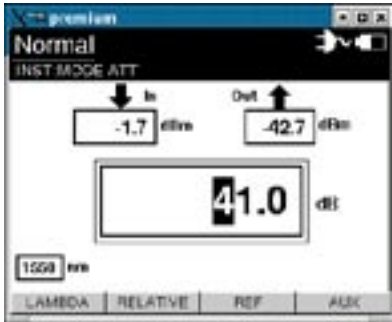 premium
Normal
INST MODE ATT
In Out
-1.7 dBm -42.7 dBm
41.0 dB
1550 nm
LAMBDA RELATIVE REF AUX